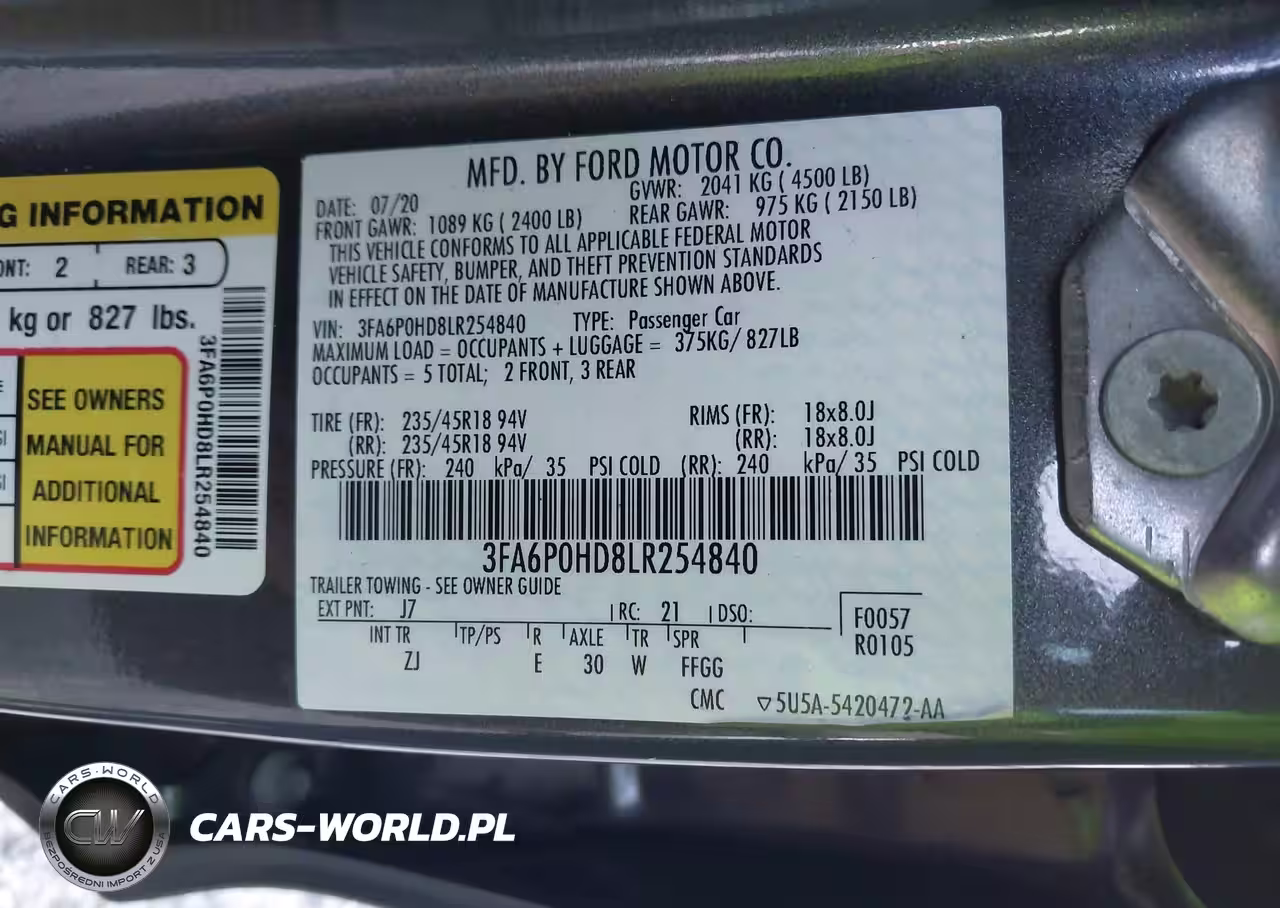 G INFORMATION
ONT: 2 REAR: 3
kg or 827 lbs.
SEE OWNERS
MANUAL FOR
ADDITIONAL
INFORMATION
3FA6P0HD8LR254840
MFD. BY FORD MOTOR CO.
DATE: 07/20 GVWR: 2041 KG ( 4500 LB)
FRONT GAWR: 1089 KG ( 2400 LB) REAR GAWR: 975 KG ( 2150 LB)
THIS VEHICLE CONFORMS TO ALL APPLICABLE FEDERAL MOTOR
VEHICLE SAFETY, BUMPER, AND THEFT PREVENTION STANDARDS
IN EFFECT ON THE DATE OF MANUFACTURE SHOWN ABOVE.
VIN: 3FA6P0HD8LR254840 TYPE: Passenger Car
MAXIMUM LOAD = OCCUPANTS + LUGGAGE = 375KG/ 827LB
OCCUPANTS = 5 TOTAL; 2 FRONT, 3 REAR
TIRE (FR): 235/45R18 94V RIMS (FR): 18x8.0J
(RR): 235/45R18 94V (RR): 18x8.0J
PRESSURE (FR): 240 kPa/ 35 PSI COLD (RR): 240 kPa/ 35 PSI COLD
3FA6P0HD8LR254840
TRAILER TOWING - SEE OWNER GUIDE
EXT PNT: J7 RC: 21 DSO: F0057
R0105
INT TR TP/PS R AXLE TR SPR
ZJ E 30 W FFGG
CMC ▽5U5A-5420472-AA
CARS-WORLD
CW
BEZPOŚREDNI IMPORT Z USA
CARS-WORLD.PL